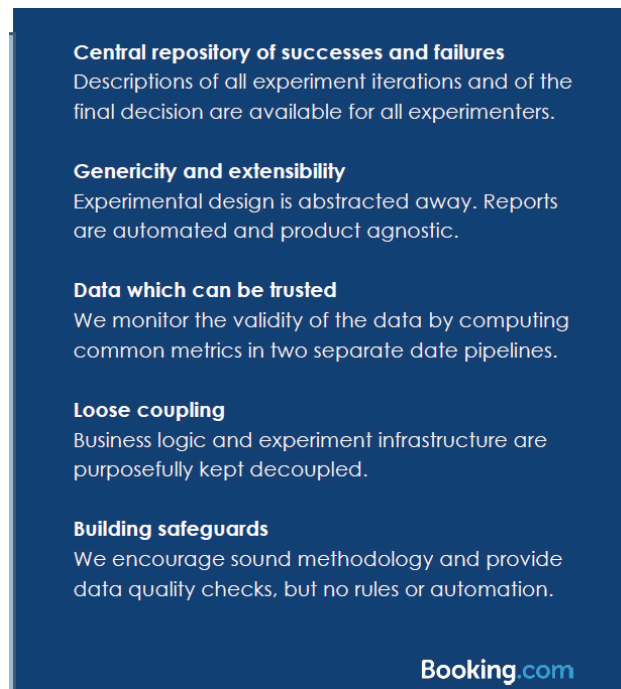 Central repository of successes and failures
Descriptions of all experiment iterations and of the
final decision are available for all experimenters.
Genericity and extensibility
Experimental design is abstracted away. Reports
are automated and product agnostic.
Data which can be trusted
We monitor the validity of the data by computing
common metrics in two separate date pipelines.
Loose coupling
Business logic and experiment infrastructure are
purposefully kept decoupled.
Building safeguards
We encourage sound methodology and provide
data quality checks, but no rules or automation.
Booking.com